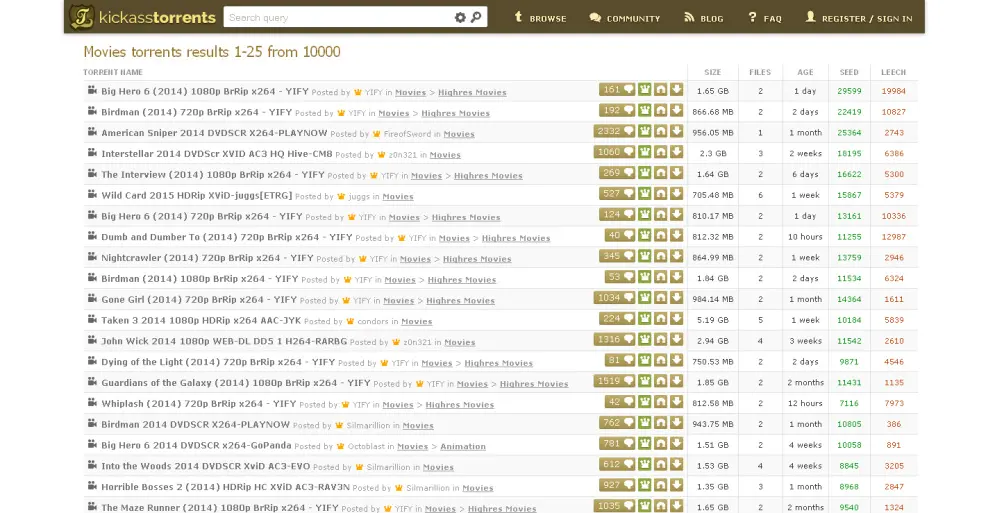 kickasstorrents Search query BROWSE COMMUNITY BLOG FAQ REGISTER / SIGN IN
Movies torrents results 1-25 from 10000
TORRENT NAME SIZE FILES AGE SEED LEECH
Big Hero 6 (2014) 1080p BrRip x264 - YIFY Posted by YIFY in Movies > Highres Movies 161 1.65 GB 2 1 day 29599 19984
Birdman (2014) 720p BrRip x264 - YIFY Posted by YIFY in Movies > Highres Movies 192 866.68 MB 2 2 days 22419 10827
American Sniper 2014 DVDSCR X264-PLAYNOW Posted by FireofSword in Movies 2332 956.05 MB 1 1 month 25364 2743
Interstellar 2014 DVDScr XVID AC3 HQ Hive-CM8 Posted by z0n321 in Movies 1060 2.3 GB 3 2 weeks 18195 6386
The Interview (2014) 1080p BrRip x264 - YIFY Posted by YIFY in Movies > Highres Movies 269 1.64 GB 2 6 days 16622 5300
Wild Card 2015 HDRip XViD-juggs[ETRG] Posted by juggs in Movies 527 705.48 MB 6 1 week 15867 5379
Big Hero 6 (2014) 720p BrRip x264 - YIFY Posted by YIFY in Movies > Highres Movies 124 810.17 MB 2 1 day 13161 10336
Dumb and Dumber To (2014) 720p BrRip x264 - YIFY Posted by YIFY in Movies > Highres Movies 40 812.32 MB 2 10 hours 11255 12987
Nightcrawler (2014) 720p BrRip x264 - YIFY Posted by YIFY in Movies > Highres Movies 345 864.99 MB 2 1 week 13759 2946
Birdman (2014) 1080p BrRip x264 - YIFY Posted by YIFY in Movies > Highres Movies 53 1.84 GB 2 2 days 11534 6324
Gone Girl (2014) 720p BrRip x264 - YIFY Posted by YIFY in Movies > Highres Movies 1034 984.14 MB 2 1 month 14364 1611
Taken 3 2014 1080p HDRip x264 AAC-JYK Posted by condors in Movies 224 5.19 GB 5 1 week 10184 5839
John Wick 2014 1080p WEB-DL DD5 1 H264-RARBG Posted by z0n321 in Movies 1316 2.94 GB 4 3 weeks 11542 2610
Dying of the Light (2014) 720p BrRip x264 - YIFY Posted by YIFY in Movies > Highres Movies 81 750.53 MB 2 2 days 9871 4546
Guardians of the Galaxy (2014) 1080p BrRip x264 - YIFY Posted by YIFY in Movies > Highres Movies 1519 1.85 GB 2 2 months 11431 1135
Whiplash (2014) 720p BrRip x264 - YIFY Posted by YIFY in Movies > Highres Movies 42 812.58 MB 2 12 hours 7116 7973
Birdman 2014 DVDSCR X264-PLAYNOW Posted by Silmarillion in Movies 762 943.75 MB 2 1 month 10805 386
Big Hero 6 2014 DVDSCR x264-GoPanda Posted by Octoblast in Movies > Animation 781 1.51 GB 2 4 weeks 10058 891
Into the Woods 2014 DVDSCR XviD AC3-EVO Posted by Silmarillion in Movies 612 1.53 GB 4 4 weeks 8845 3205
Horrible Bosses 2 (2014) HDRip HC XViD AC3-RAV3N Posted by Silmarillion in Movies 927 1.35 GB 3 1 month 8968 2847
The Maze Runner (2014) 1080p BrRip x264 - YIFY Posted by YIFY in Movies > Highres Movies 1035 1.65 GB 2 2 months 9540 1324